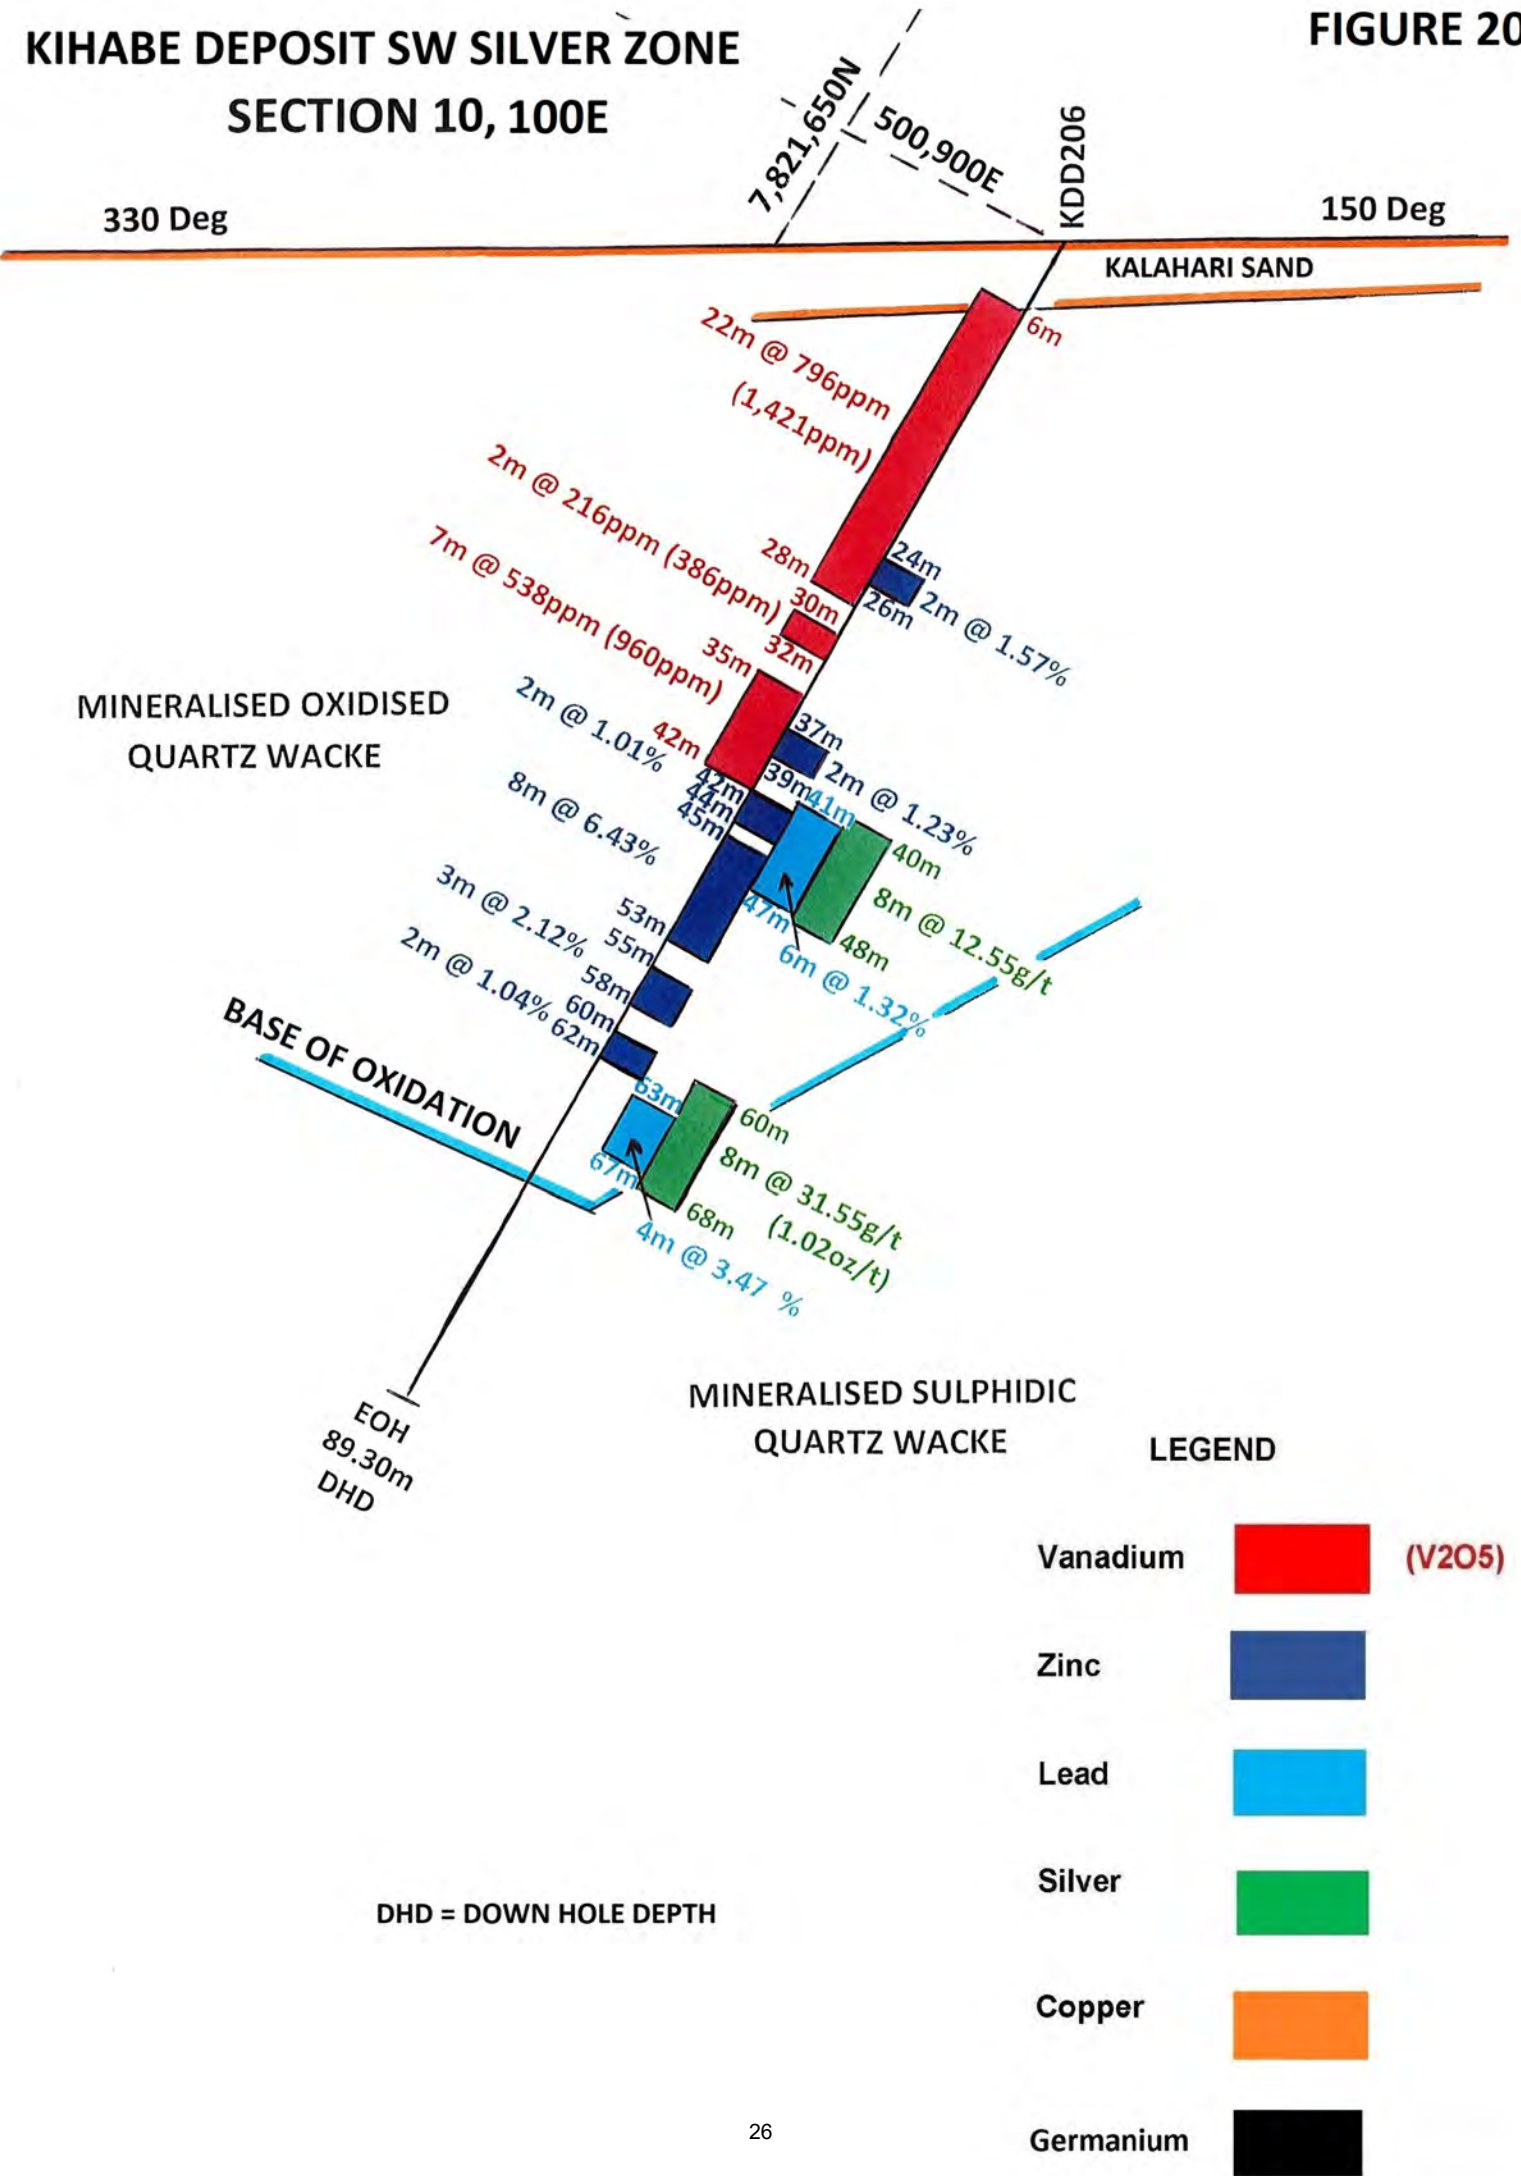 KIHABE DEPOSIT SW SILVER ZONE
SECTION 10, 100E
FIGURE 20
7,821,650N
500,900E
KDD206
330 Deg
150 Deg
KALAHARI SAND
6m
22m @ 796ppm
(1,421ppm)
2m @ 216ppm (386ppm)
7m @ 538ppm (960ppm)
28m
24m
30m
26m
2m @ 1.57%
32m
35m
MINERALISED OXIDISED
QUARTZ WACKE
2m @ 1.01%
42m
37m
39m
2m @ 1.23%
42m
44m
45m
41m
40m
8m @ 6.43%
8m @ 12.55g/t
47m
48m
6m @ 1.32%
3m @ 2.12%
53m
55m
2m @ 1.04%
58m
60m
62m
BASE OF OXIDATION
63m
60m
8m @ 31.55g/t
(1.02oz/t)
67m
68m
4m @ 3.47 %
EOH
89.30m
DHD
MINERALISED SULPHIDIC
QUARTZ WACKE
LEGEND
Vanadium
(V2O5)
Zinc
Lead
Silver
DHD = DOWN HOLE DEPTH
Copper
Germanium
26